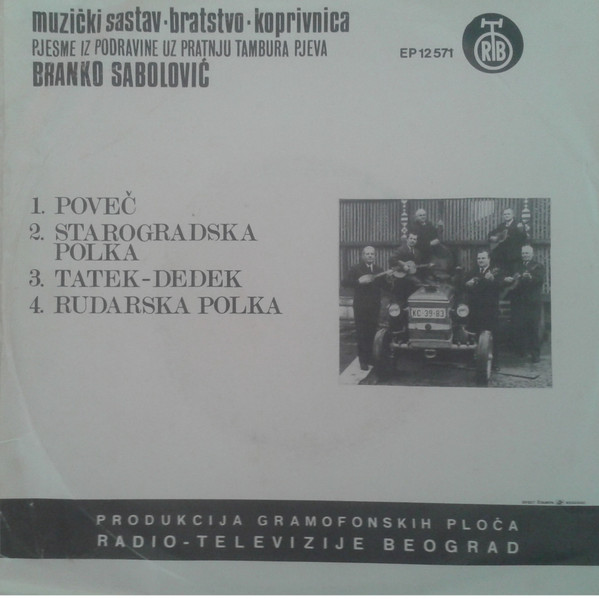 muzički sastav·bratstvo·koprivnica
PJESME IZ PODRAVINE UZ PRATNJU TAMBURA PJEVA
BRANKO SABOLOVIĆ
EP 12 571
RTB
1. POVEČ
2. STAROGRADSKA
POLKA
3. TATEK-DEDEK
4. RUDARSKA POLKA
KC·39-83
PRODUKCIJA GRAMOFONSKIH PLOČA
RADIO-TELEVIZIJE BEOGRAD